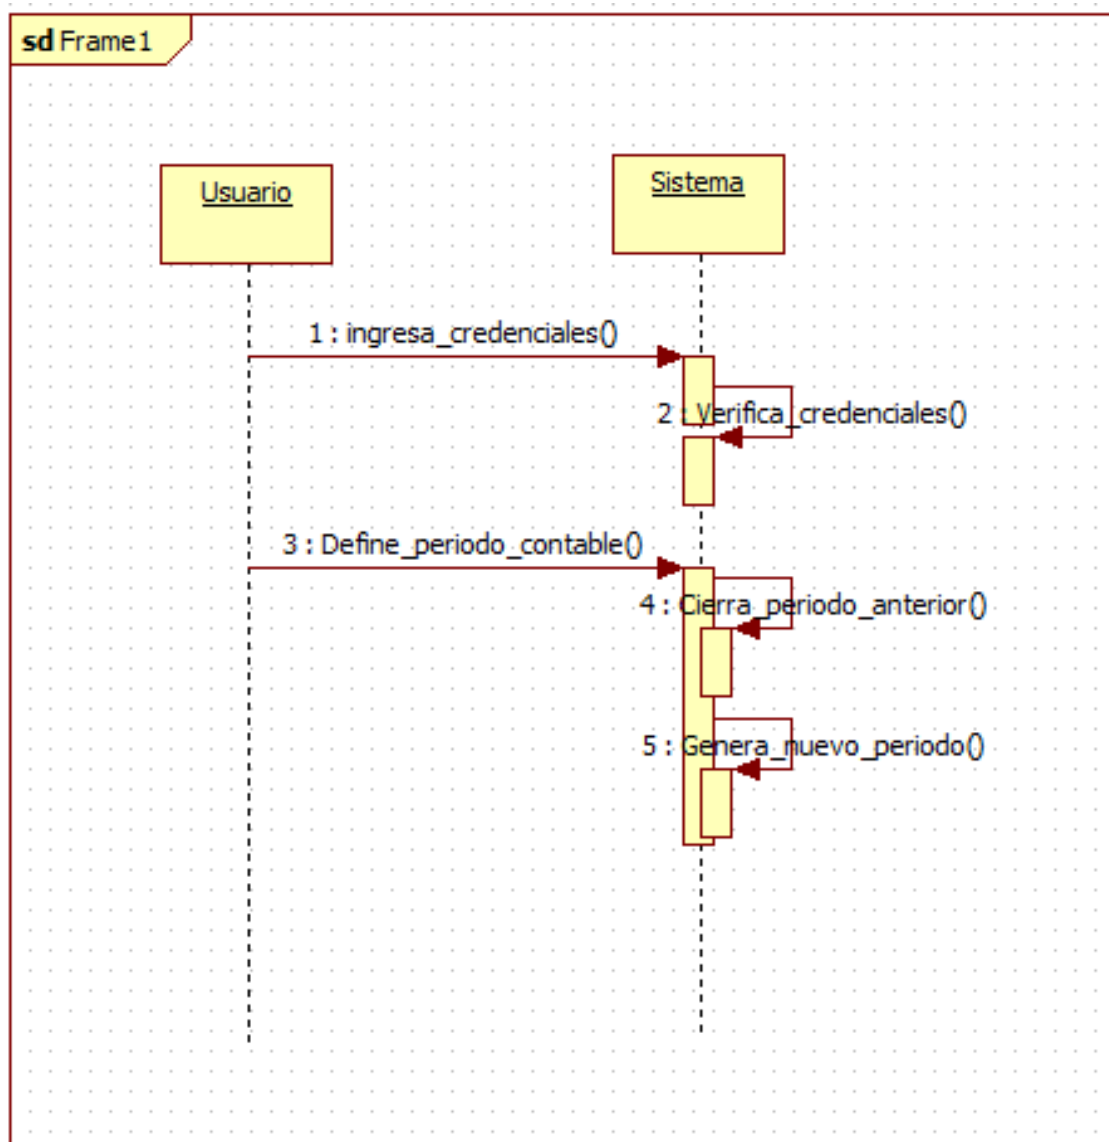 sd Frame1
Usuario
Sistema
1 : ingresa_credenciales()
2 : Verifica_credenciales()
3 : Define_periodo_contable()
4 : Cierra_periodo_anterior()
5 : Genera_nuevo_periodo()